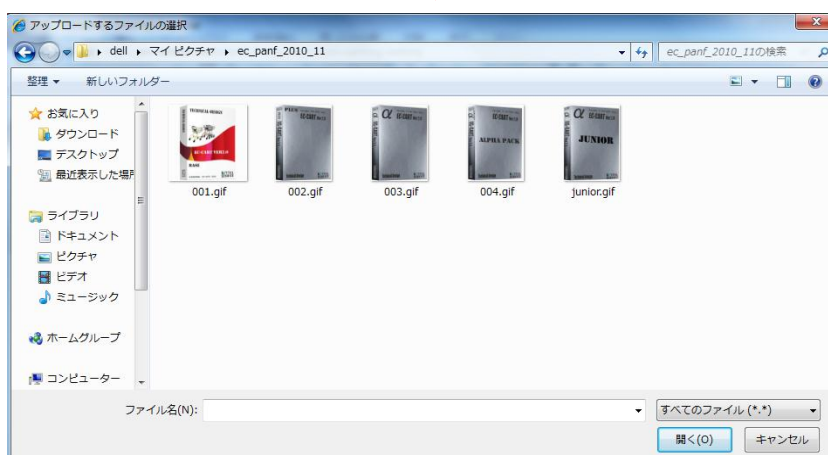 アップロードするファイルの選択
dell ▸ マイ ピクチャ ▸ ec_panf_2010_11
ec_panf_2010_11の検索
整理 新しいフォルダー
お気に入り
ダウンロード
デスクトップ
最近表示した場所
ライブラリ
ドキュメント
ピクチャ
ビデオ
ミュージック
ホームグループ
コンピューター
ALPHA PACK
JUNIOR
001.gif
002.gif
003.gif
004.gif
junior.gif
ファイル名(N):
すべてのファイル (*.*)
開く(O)
キャンセル